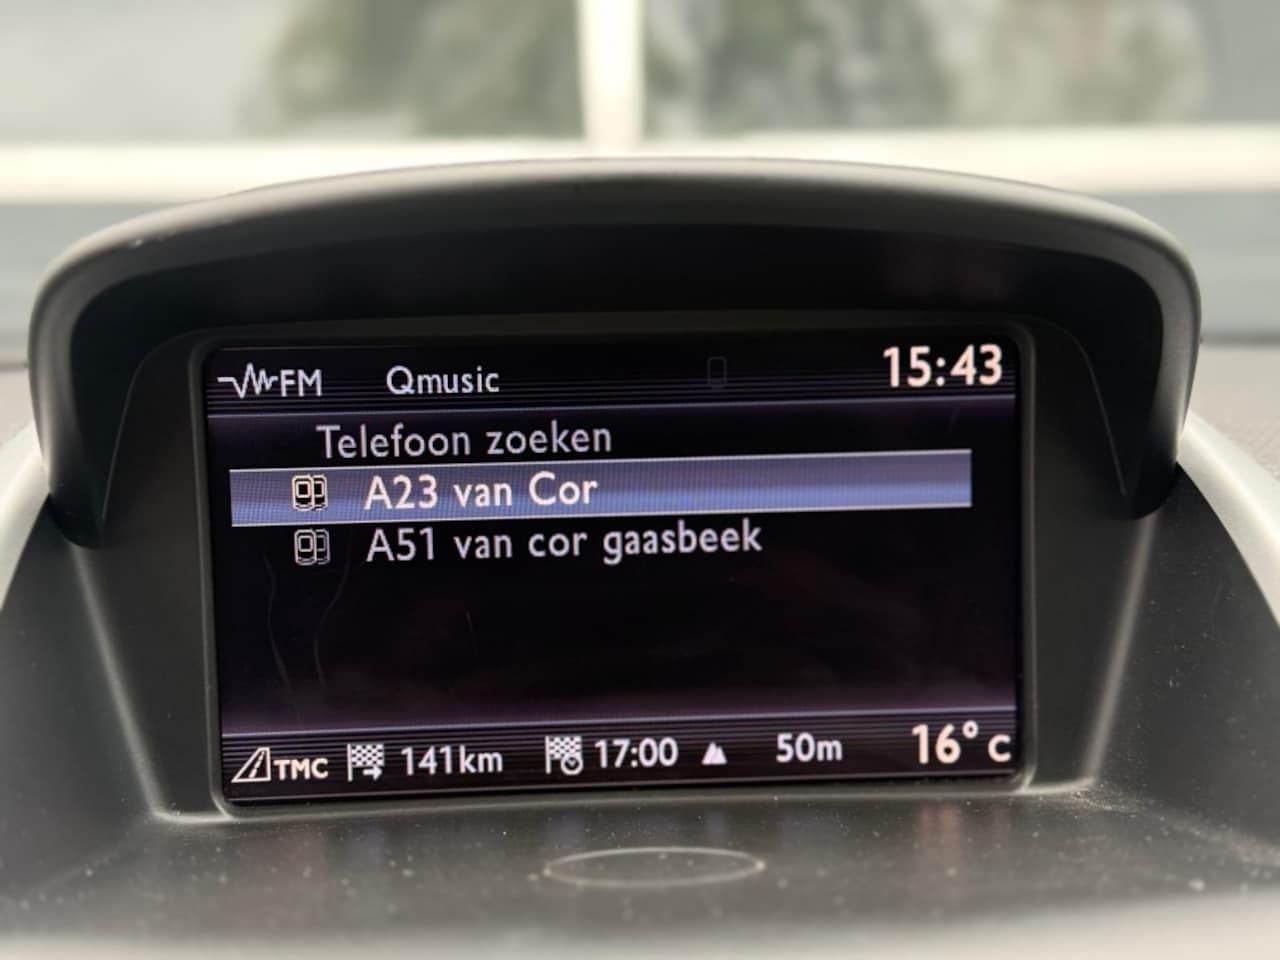 FM Qmusic 15:43
Telefoon zoeken
A23 van Cor
A51 van cor gaasbeek
TMC 141km 17:00 50m 16°C